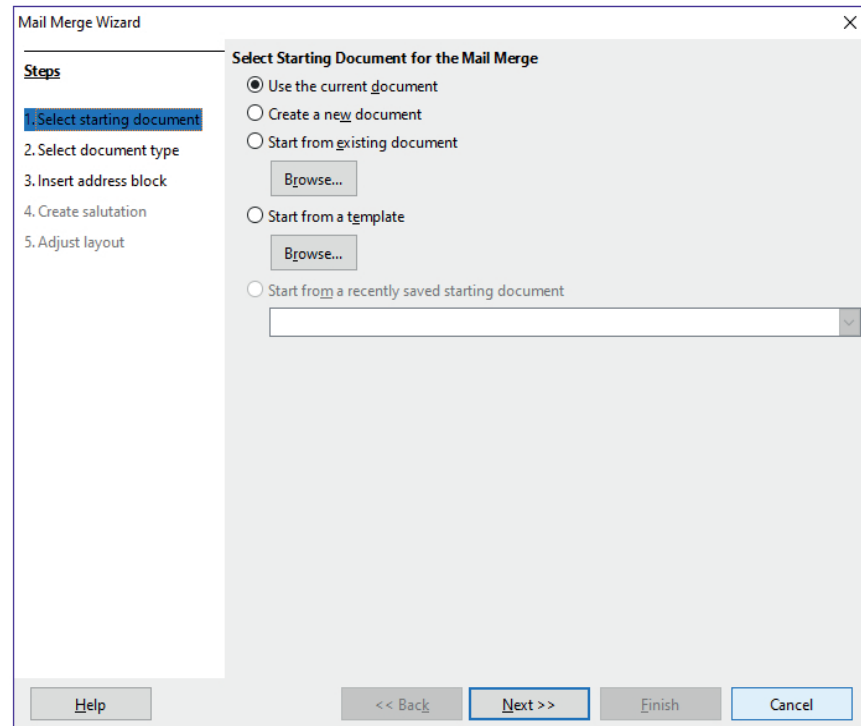 Mail Merge Wizard
Steps
1. Select starting document
2. Select document type
3. Insert address block
4. Create salutation
5. Adjust layout
Select Starting Document for the Mail Merge
Use the current document
Create a new document
Start from existing document
Browse...
Start from a template
Browse...
Start from a recently saved starting document
Help
<< Back
Next >>
Finish
Cancel